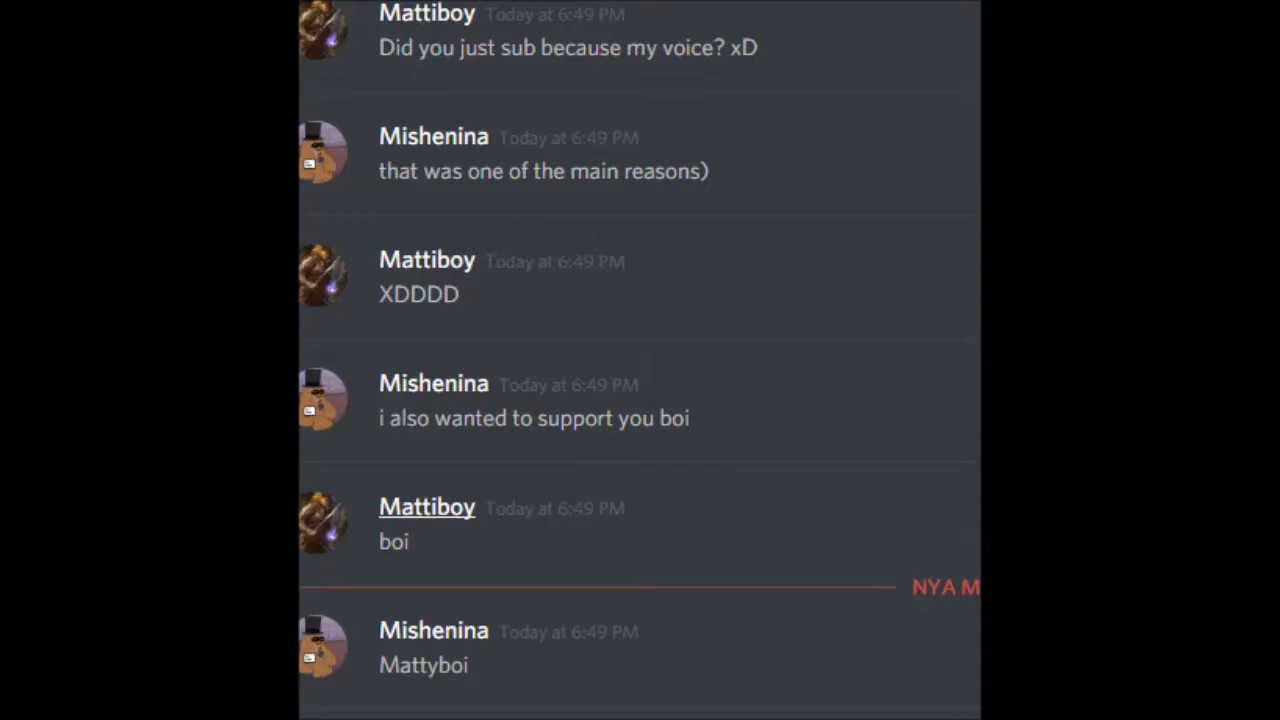 Mattiboy Today at 6:49 PM
Did you just sub because my voice? xD
Mishenina Today at 6:49 PM
that was one of the main reasons)
Mattiboy Today at 6:49 PM
XDDDD
Mishenina Today at 6:49 PM
i also wanted to support you boi
Mattiboy Today at 6:49 PM
boi
NYA M
Mishenina Today at 6:49 PM
Mattyboi